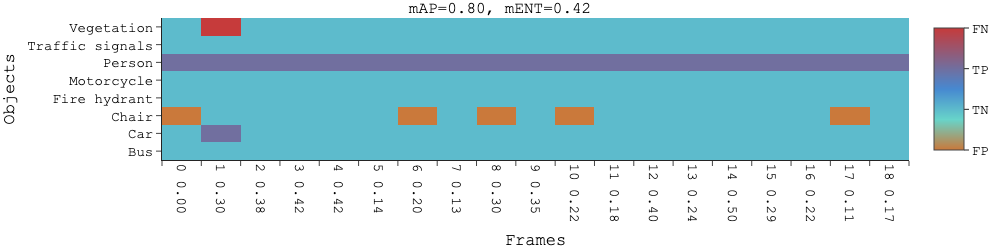 mAP=0.80, mENT=0.42
Objects
Vegetation
Traffic signals
Person
Motorcycle
Fire hydrant
Chair
Car
Bus
0 0.00
1 0.30
2 0.38
3 0.42
4 0.42
5 0.14
6 0.20
7 0.13
8 0.30
9 0.35
10 0.22
11 0.18
12 0.40
13 0.24
14 0.50
15 0.29
16 0.22
17 0.11
18 0.17
Frames
FN
TP
TN
FP